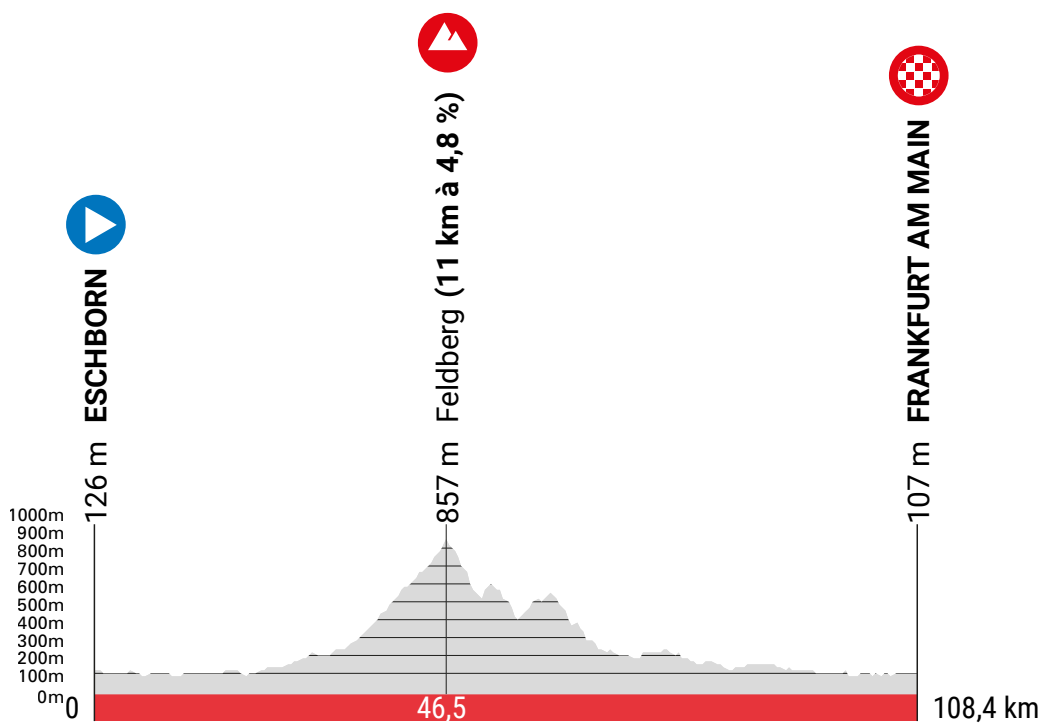 126 m ESCHBORN
857 m Feldberg (11 km à 4,8 %)
107 m FRANKFURT AM MAIN
1000m
900m
800m
700m
600m
500m
400m
300m
200m
100m
0m
0
46,5
108,4 km